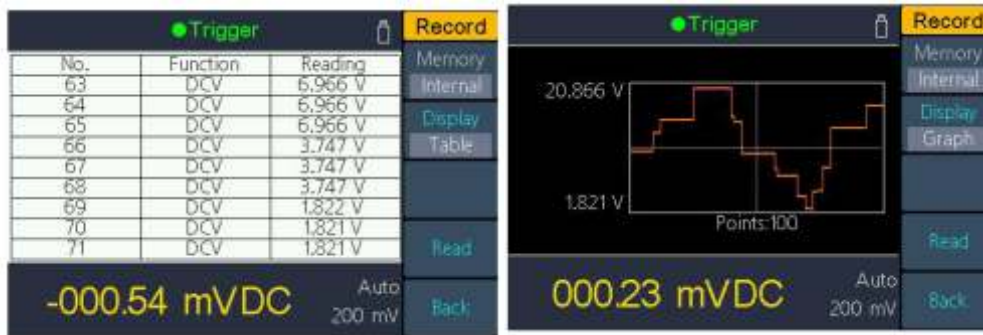 Trigger
Record
No. Function Reading
63 DCV 6.966 V
64 DCV 6.966 V
65 DCV 6.966 V
66 DCV 3.747 V
67 DCV 3.747 V
68 DCV 3.747 V
69 DCV 1.822 V
70 DCV 1.821 V
71 DCV 1.821 V
Memory
Internal
Display
Table
Read
Back
-000.54 mVDC
Auto
200 mV
Trigger
Record
20.866 V
1.821 V
Points:100
Memory
Internal
Display
Graph
Read
Back
000.23 mVDC
Auto
200 mV